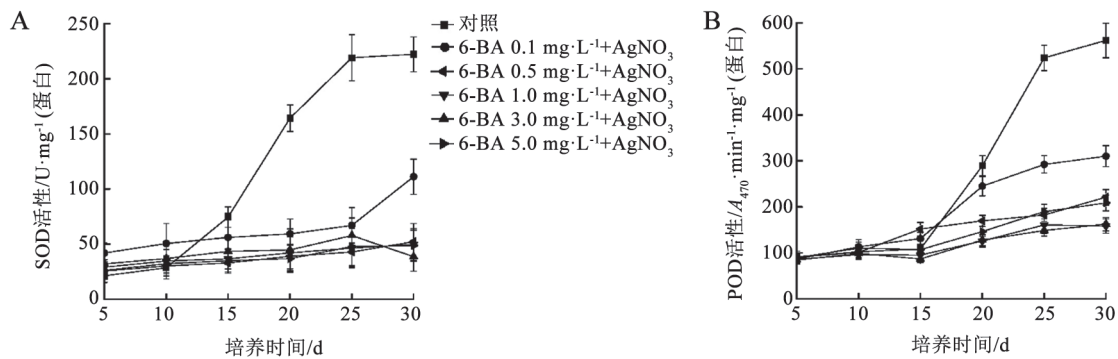 A
SOD活性/U·mg⁻¹ (蛋白)
250
200
150
100
50
0
5 10 15 20 25 30
培养时间/d
对照
6-BA 0.1 mg·L⁻¹+AgNO₃
6-BA 0.5 mg·L⁻¹+AgNO₃
6-BA 1.0 mg·L⁻¹+AgNO₃
6-BA 3.0 mg·L⁻¹+AgNO₃
6-BA 5.0 mg·L⁻¹+AgNO₃
B
POD活性/A₄₇₀·min⁻¹·mg⁻¹ (蛋白)
600
500
400
300
200
100
0
5 10 15 20 25 30
培养时间/d